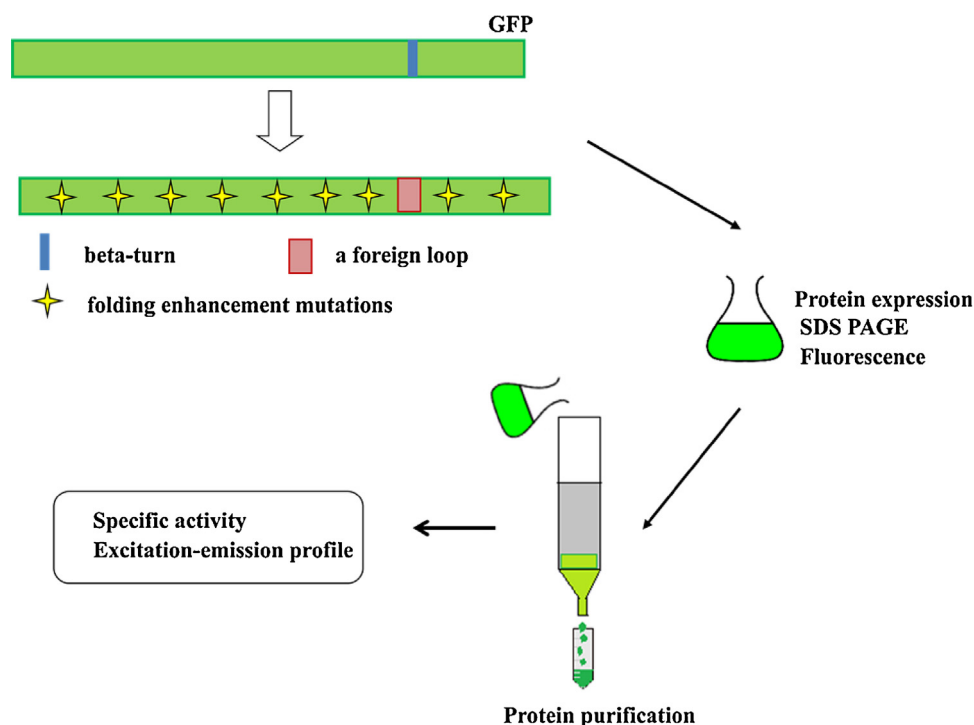 GFP
beta-turn
a foreign loop
folding enhancement mutations
Protein expression
SDS PAGE
Fluorescence
Specific activity
Excitation-emission profile
Protein purification